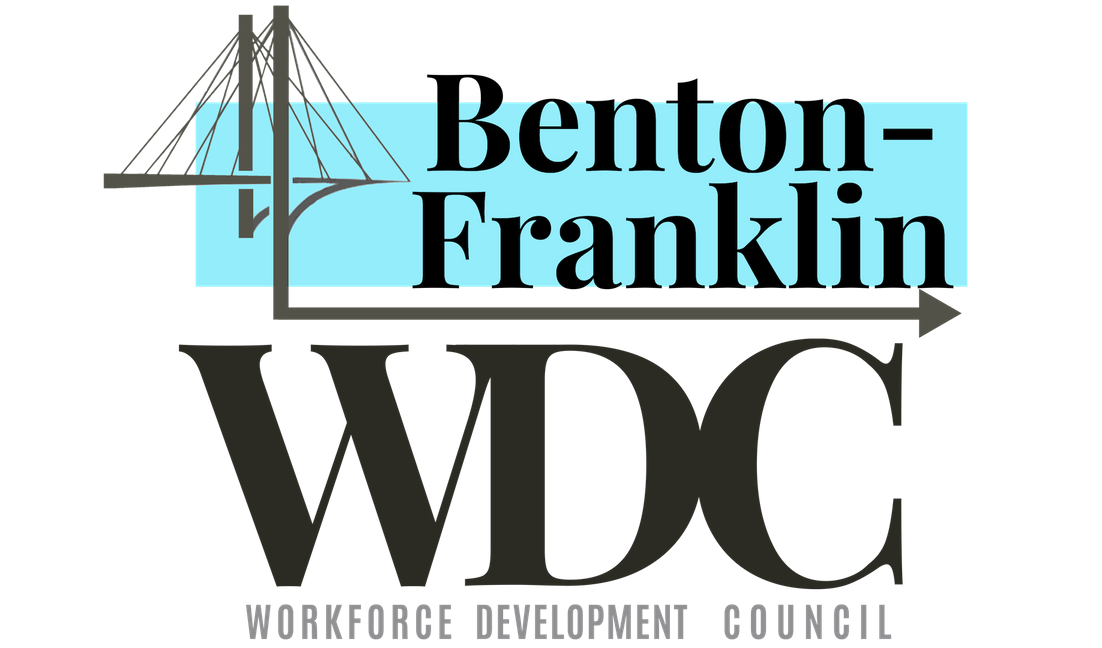 Benton-
Franklin
WDC
WORKFORCE DEVELOPMENT COUNCIL